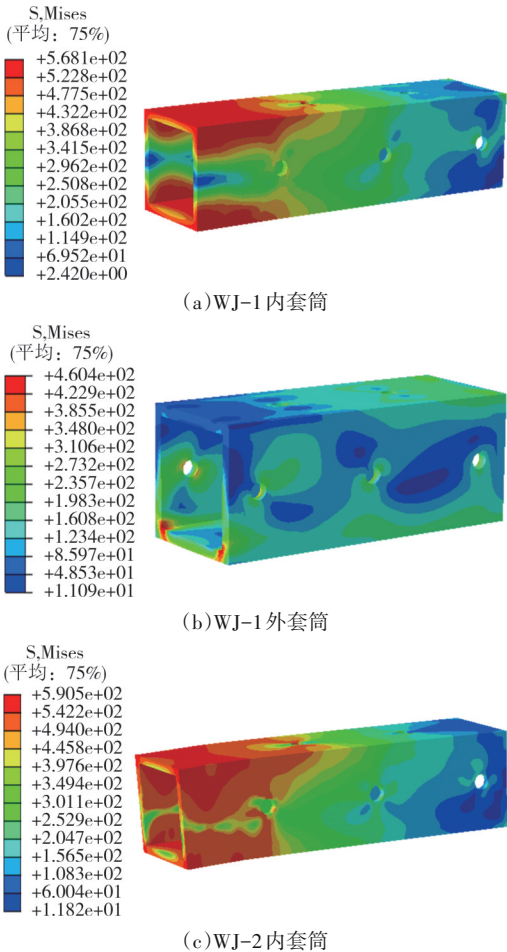 S,Mises
(平均：75%)
+5.681e+02
+5.228e+02
+4.775e+02
+4.322e+02
+3.868e+02
+3.415e+02
+2.962e+02
+2.508e+02
+2.055e+02
+1.602e+02
+1.149e+02
+6.952e+01
+2.420e+00
(a)WJ-1内套筒
S,Mises
(平均：75%)
+4.604e+02
+4.229e+02
+3.855e+02
+3.480e+02
+3.106e+02
+2.732e+02
+2.357e+02
+1.983e+02
+1.608e+02
+1.234e+02
+8.597e+01
+4.853e+01
+1.109e+01
(b)WJ-1外套筒
S,Mises
(平均：75%)
+5.905e+02
+5.422e+02
+4.940e+02
+4.458e+02
+3.976e+02
+3.494e+02
+3.011e+02
+2.529e+02
+2.047e+02
+1.565e+02
+1.083e+02
+6.004e+01
+1.182e+01
(c)WJ-2内套筒